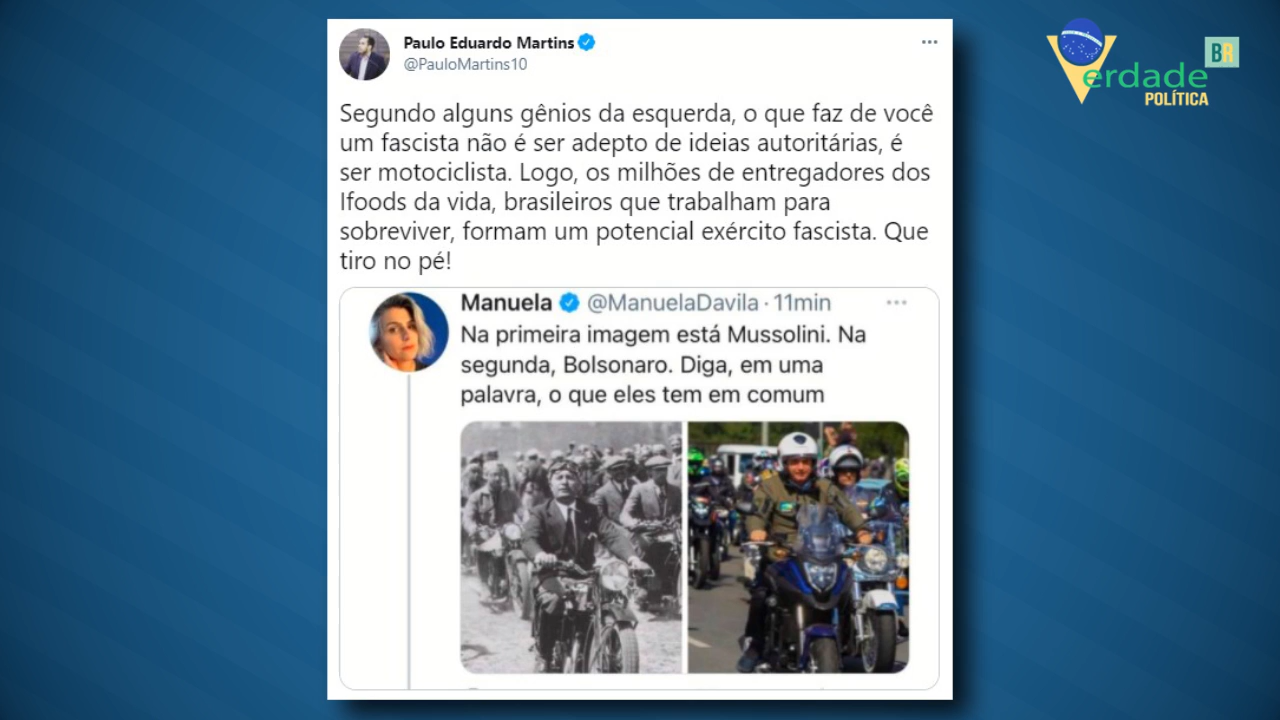 Paulo Eduardo Martins
@PauloMartins10
Segundo alguns gênios da esquerda, o que faz de você
um fascista não é ser adepto de ideias autoritárias, é
ser motociclista. Logo, os milhões de entregadores dos
Ifoods da vida, brasileiros que trabalham para
sobreviver, formam um potencial exército fascista. Que
tiro no pé!
Manuela @ManuelaDavila · 11min
Na primeira imagem está Mussolini. Na
segunda, Bolsonaro. Diga, em uma
palavra, o que eles tem em comum
Verdade BR
POLÍTICA